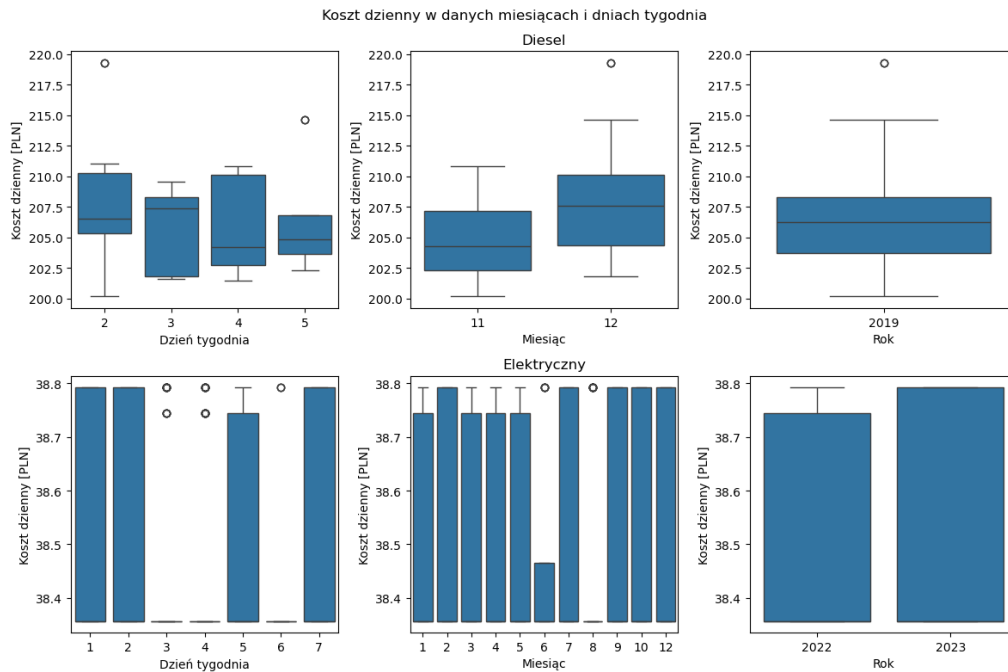 Koszt dzienny w danych miesiącach i dniach tygodnia
Diesel
Koszt dzienny [PLN]
220.0
217.5
215.0
212.5
210.0
207.5
205.0
202.5
200.0
2 3 4 5
Dzień tygodnia
Koszt dzienny [PLN]
220.0
217.5
215.0
212.5
210.0
207.5
205.0
202.5
200.0
11 12
Miesiąc
Koszt dzienny [PLN]
220.0
217.5
215.0
212.5
210.0
207.5
205.0
202.5
200.0
2019
Rok
Elektryczny
Koszt dzienny [PLN]
38.8
38.7
38.6
38.5
38.4
1 2 3 4 5 6 7
Dzień tygodnia
Koszt dzienny [PLN]
38.8
38.7
38.6
38.5
38.4
1 2 3 4 5 6 7 8 9 10 12
Miesiąc
Koszt dzienny [PLN]
38.8
38.7
38.6
38.5
38.4
2022 2023
Rok